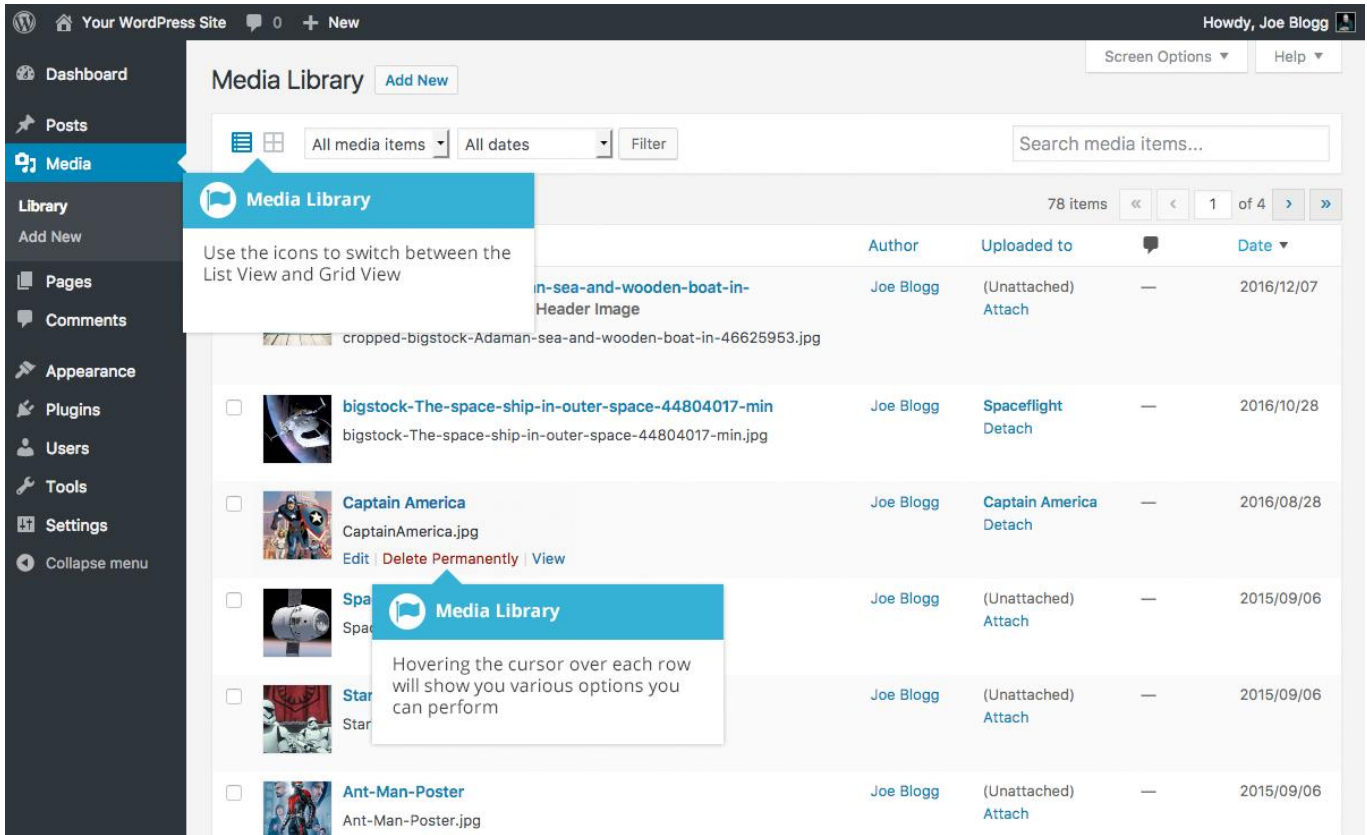 Your WordPress Site 0 + New Howdy, Joe Blogg
Screen Options Help
Dashboard
Posts
Media
Library
Add New
Pages
Comments
Appearance
Plugins
Users
Tools
Settings
Collapse menu
Media Library Add New
All media items All dates Filter Search media items...
Media Library
Use the icons to switch between the
List View and Grid View
78 items « ‹ 1 of 4 › »
Author Uploaded to Date
n-sea-and-wooden-boat-in- Joe Blogg (Unattached) — 2016/12/07
Header Image Attach
cropped-bigstock-Adaman-sea-and-wooden-boat-in-46625953.jpg
bigstock-The-space-ship-in-outer-space-44804017-min Joe Blogg Spaceflight — 2016/10/28
bigstock-The-space-ship-in-outer-space-44804017-min.jpg Detach
Captain America Joe Blogg Captain America — 2016/08/28
CaptainAmerica.jpg Detach
Edit | Delete Permanently | View
Spa Joe Blogg (Unattached) — 2015/09/06
Spac Attach
Media Library
Hovering the cursor over each row
will show you various options you
can perform
Star Joe Blogg (Unattached) — 2015/09/06
Star Attach
Ant-Man-Poster Joe Blogg (Unattached) — 2015/09/06
Ant-Man-Poster.jpg Attach